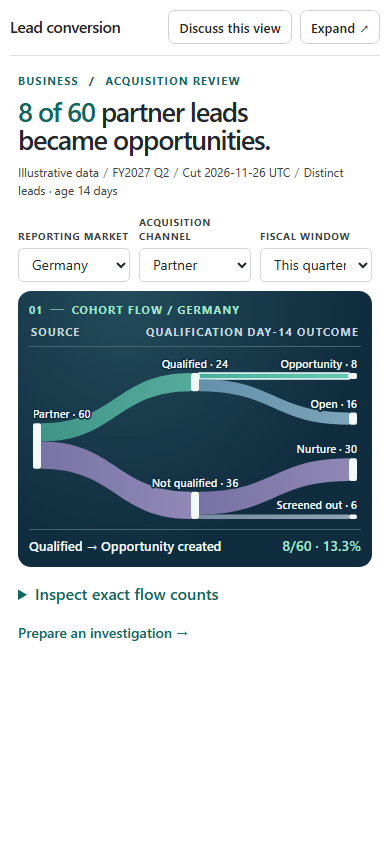 Lead conversion
Discuss this view
Expand ↗
BUSINESS / ACQUISITION REVIEW
8 of 60 partner leads
became opportunities.
Illustrative data / FY2027 Q2 / Cut 2026-11-26 UTC / Distinct
leads · age 14 days
REPORTING MARKET
ACQUISITION
CHANNEL
FISCAL WINDOW
Germany
Partner
This quarter
01 — COHORT FLOW / GERMANY
SOURCE
QUALIFICATION DAY-14 OUTCOME
Qualified · 24
Opportunity · 8
Open · 16
Partner · 60
Nurture · 30
Not qualified · 36
Screened out · 6
Qualified → Opportunity created
8/60 · 13.3%
▶ Inspect exact flow counts
Prepare an investigation →